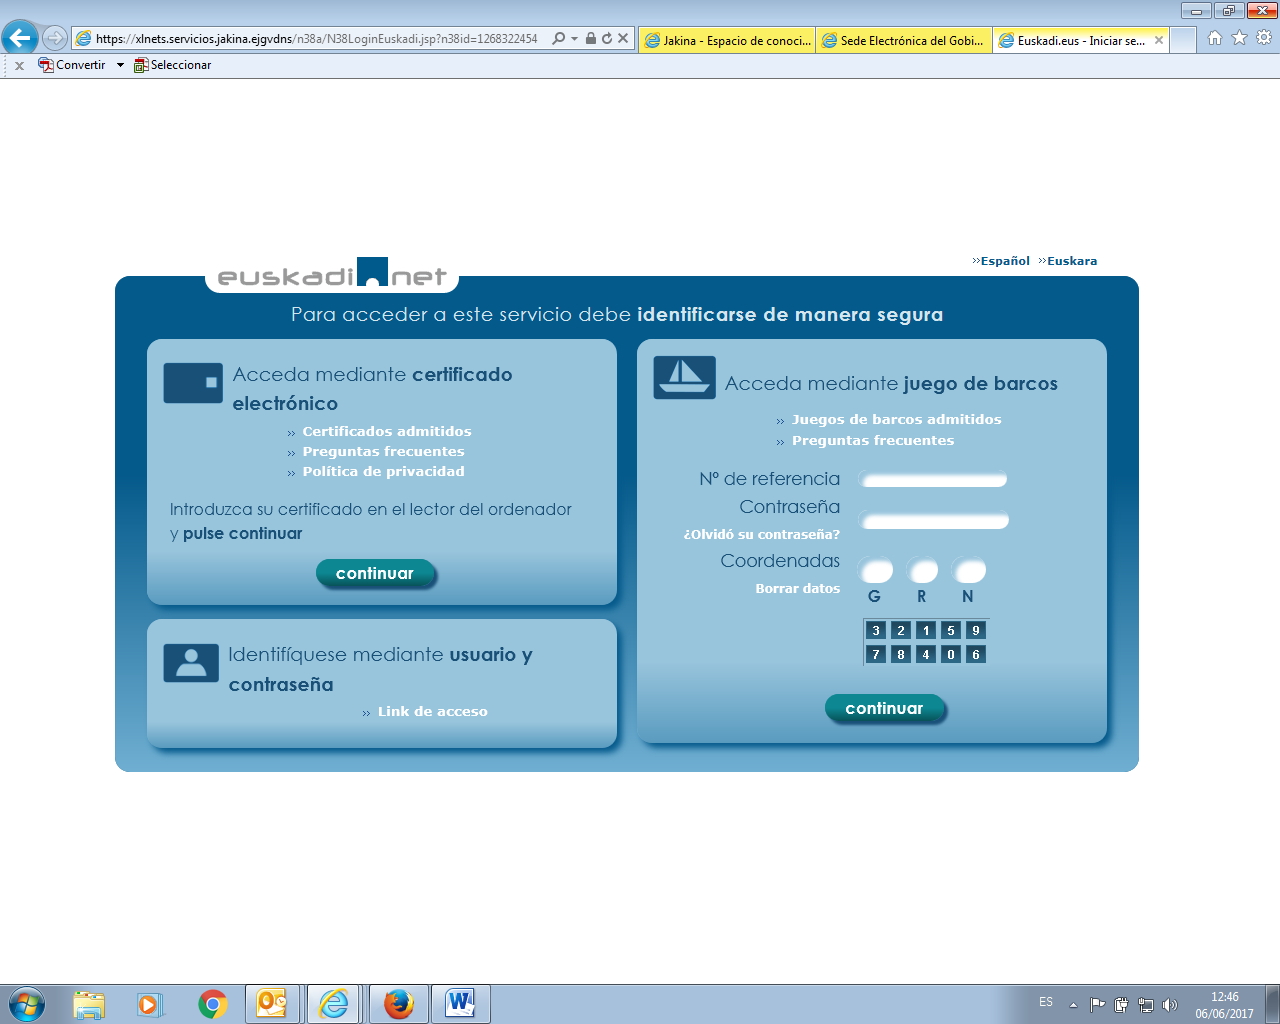 https://xlnets.servicios.jakina.ejgvdns/n38a/N38LoginEuskadi.jsp?n38id=1268322454
Jakina - Espacio de conoci...
Sede Electrónica del Gobi...
Euskadi.eus - Iniciar se...
Convertir
Seleccionar
euskadi.net
Español
Euskara
Para acceder a este servicio debe identificarse de manera segura
Acceda mediante certificado
electrónico
Certificados admitidos
Preguntas frecuentes
Política de privacidad
Introduzca su certificado en el lector del ordenador
y pulse continuar
continuar
Identifíquese mediante usuario y
contraseña
Link de acceso
Acceda mediante juego de barcos
Juegos de barcos admitidos
Preguntas frecuentes
Nº de referencia
Contraseña
¿Olvidó su contraseña?
Coordenadas
Borrar datos
G R N
3 2 1 5 9
7 8 4 0 6
continuar
ES
12:46
06/06/2017